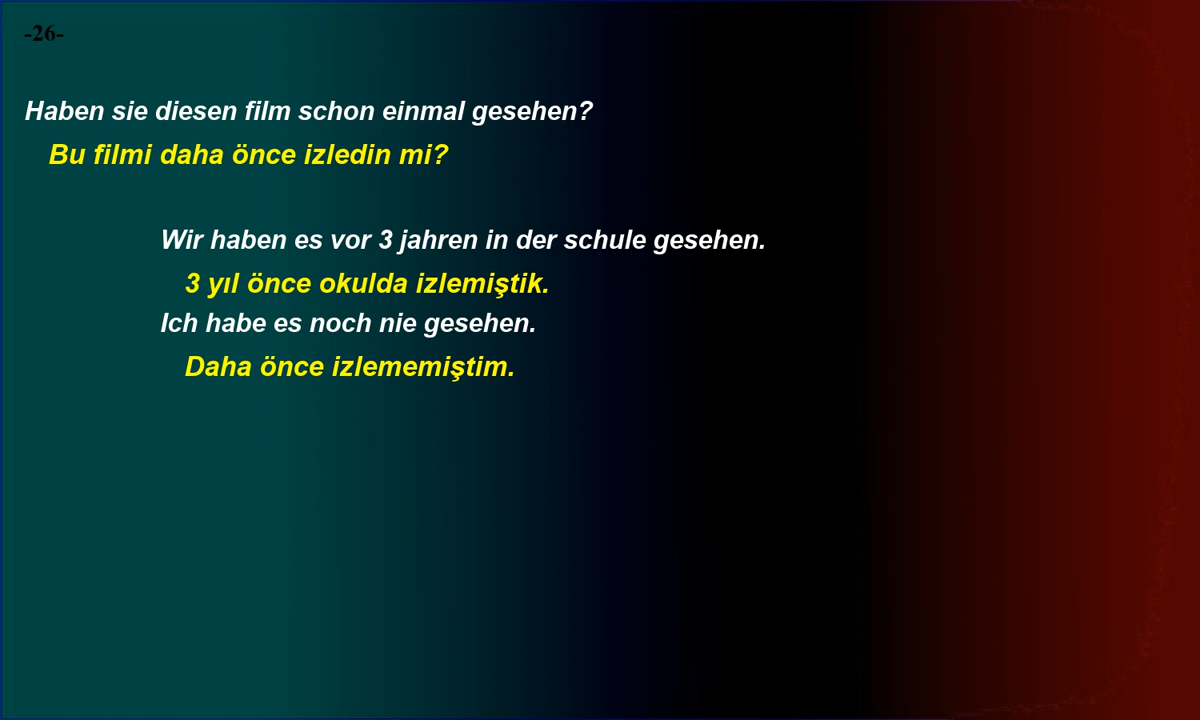 -26-
Haben sie diesen film schon einmal gesehen?
Bu filmi daha önce izledin mi?
Wir haben es vor 3 jahren in der schule gesehen.
3 yıl önce okulda izlemiştik.
Ich habe es noch nie gesehen.
Daha önce izlememiştim.